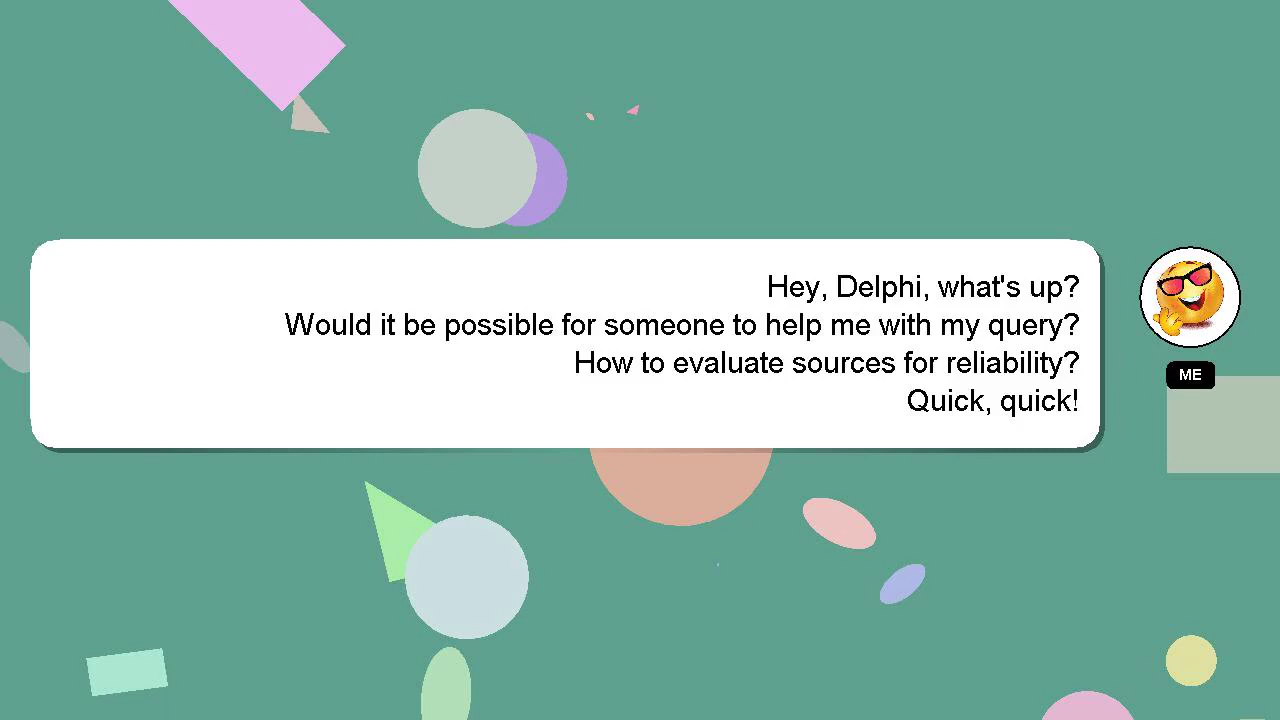 Hey, Delphi, what's up?
Would it be possible for someone to help me with my query?
How to evaluate sources for reliability?
Quick, quick!
ME